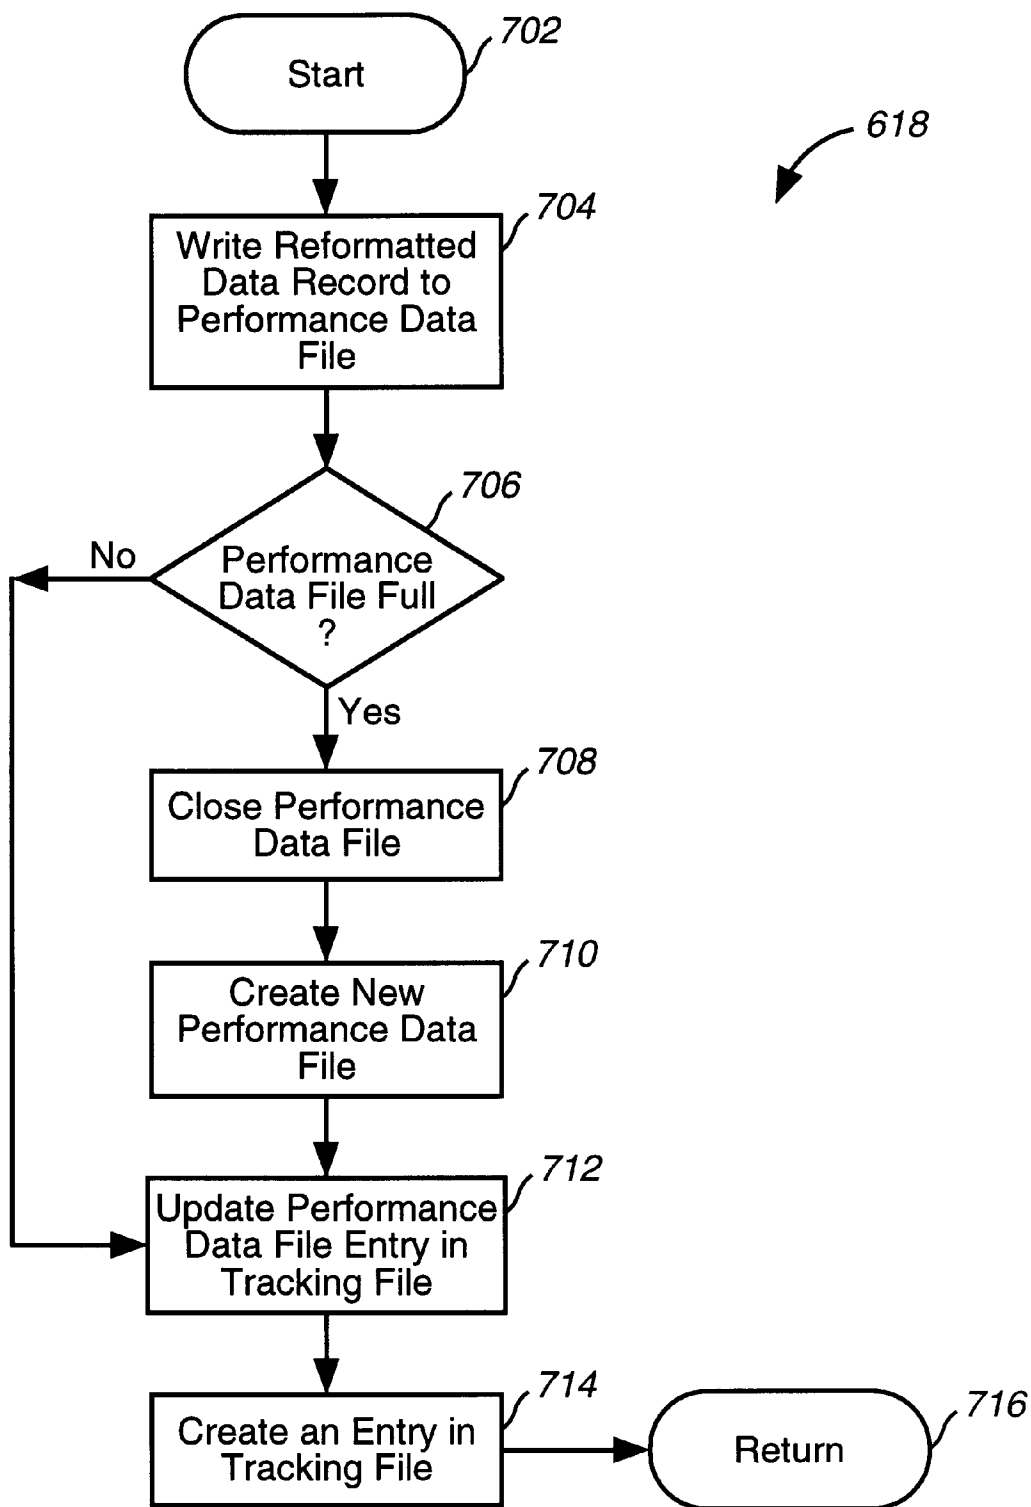 702
Start
618
704
Write Reformatted
Data Record to
Performance Data
File
706
No
Performance
Data File Full
?
Yes
708
Close Performance
Data File
710
Create New
Performance Data
File
712
Update Performance
Data File Entry in
Tracking File
714
Create an Entry in
Tracking File
716
Return